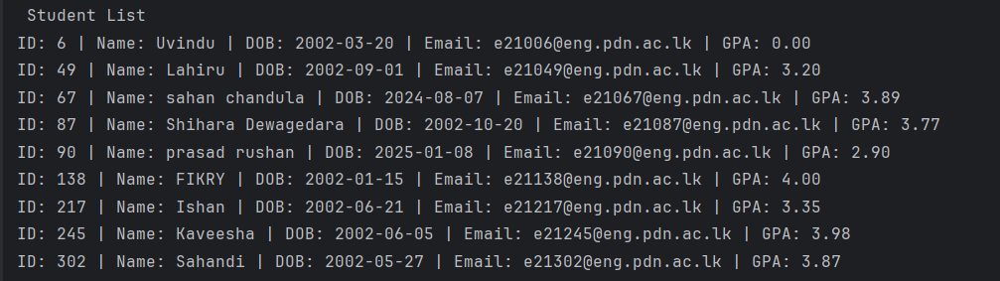 Student List
ID: 6 | Name: Uvindu | DOB: 2002-03-20 | Email: e21006@eng.pdn.ac.lk | GPA: 0.00
ID: 49 | Name: Lahiru | DOB: 2002-09-01 | Email: e21049@eng.pdn.ac.lk | GPA: 3.20
ID: 67 | Name: sahan chandula | DOB: 2024-08-07 | Email: e21067@eng.pdn.ac.lk | GPA: 3.89
ID: 87 | Name: Shihara Dewagedara | DOB: 2002-10-20 | Email: e21087@eng.pdn.ac.lk | GPA: 3.77
ID: 90 | Name: prasad rushan | DOB: 2025-01-08 | Email: e21090@eng.pdn.ac.lk | GPA: 2.90
ID: 138 | Name: FIKRY | DOB: 2002-01-15 | Email: e21138@eng.pdn.ac.lk | GPA: 4.00
ID: 217 | Name: Ishan | DOB: 2002-06-21 | Email: e21217@eng.pdn.ac.lk | GPA: 3.35
ID: 245 | Name: Kaveesha | DOB: 2002-06-05 | Email: e21245@eng.pdn.ac.lk | GPA: 3.98
ID: 302 | Name: Sahandi | DOB: 2002-05-27 | Email: e21302@eng.pdn.ac.lk | GPA: 3.87